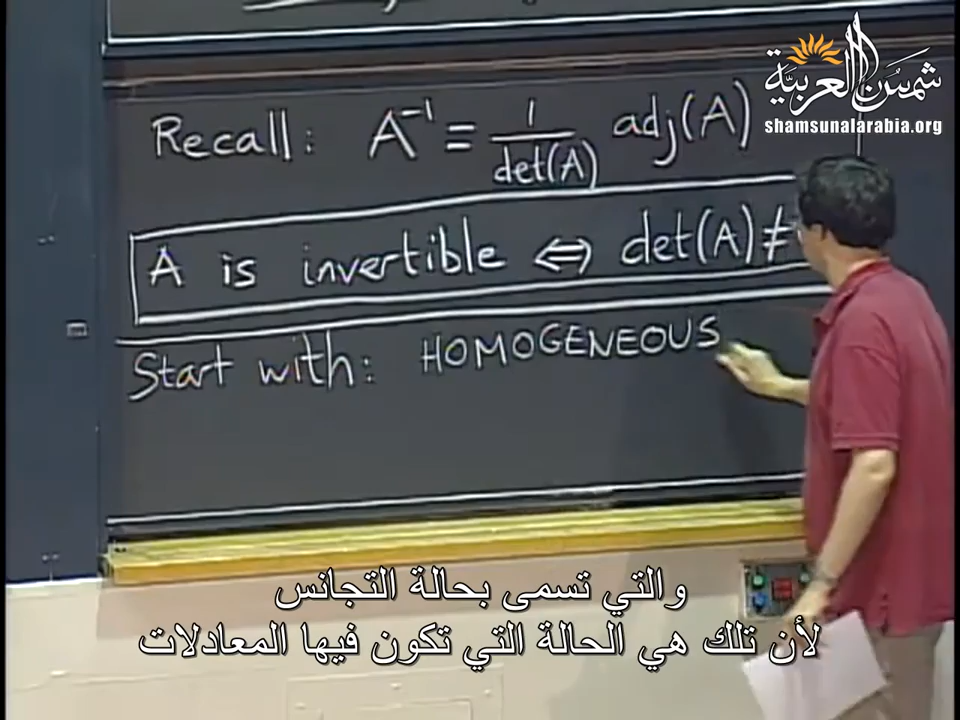 شمسنا العربية
shamsunalarabia.org
Recall: A⁻¹ = 1/det(A) adj(A)
A is invertible ⇔ det(A) ≠
Start with: HOMOGENEOUS
والتي تسمى بحالة التجانس
لأن تلك هي الحالة التي تكون فيها المعادلات